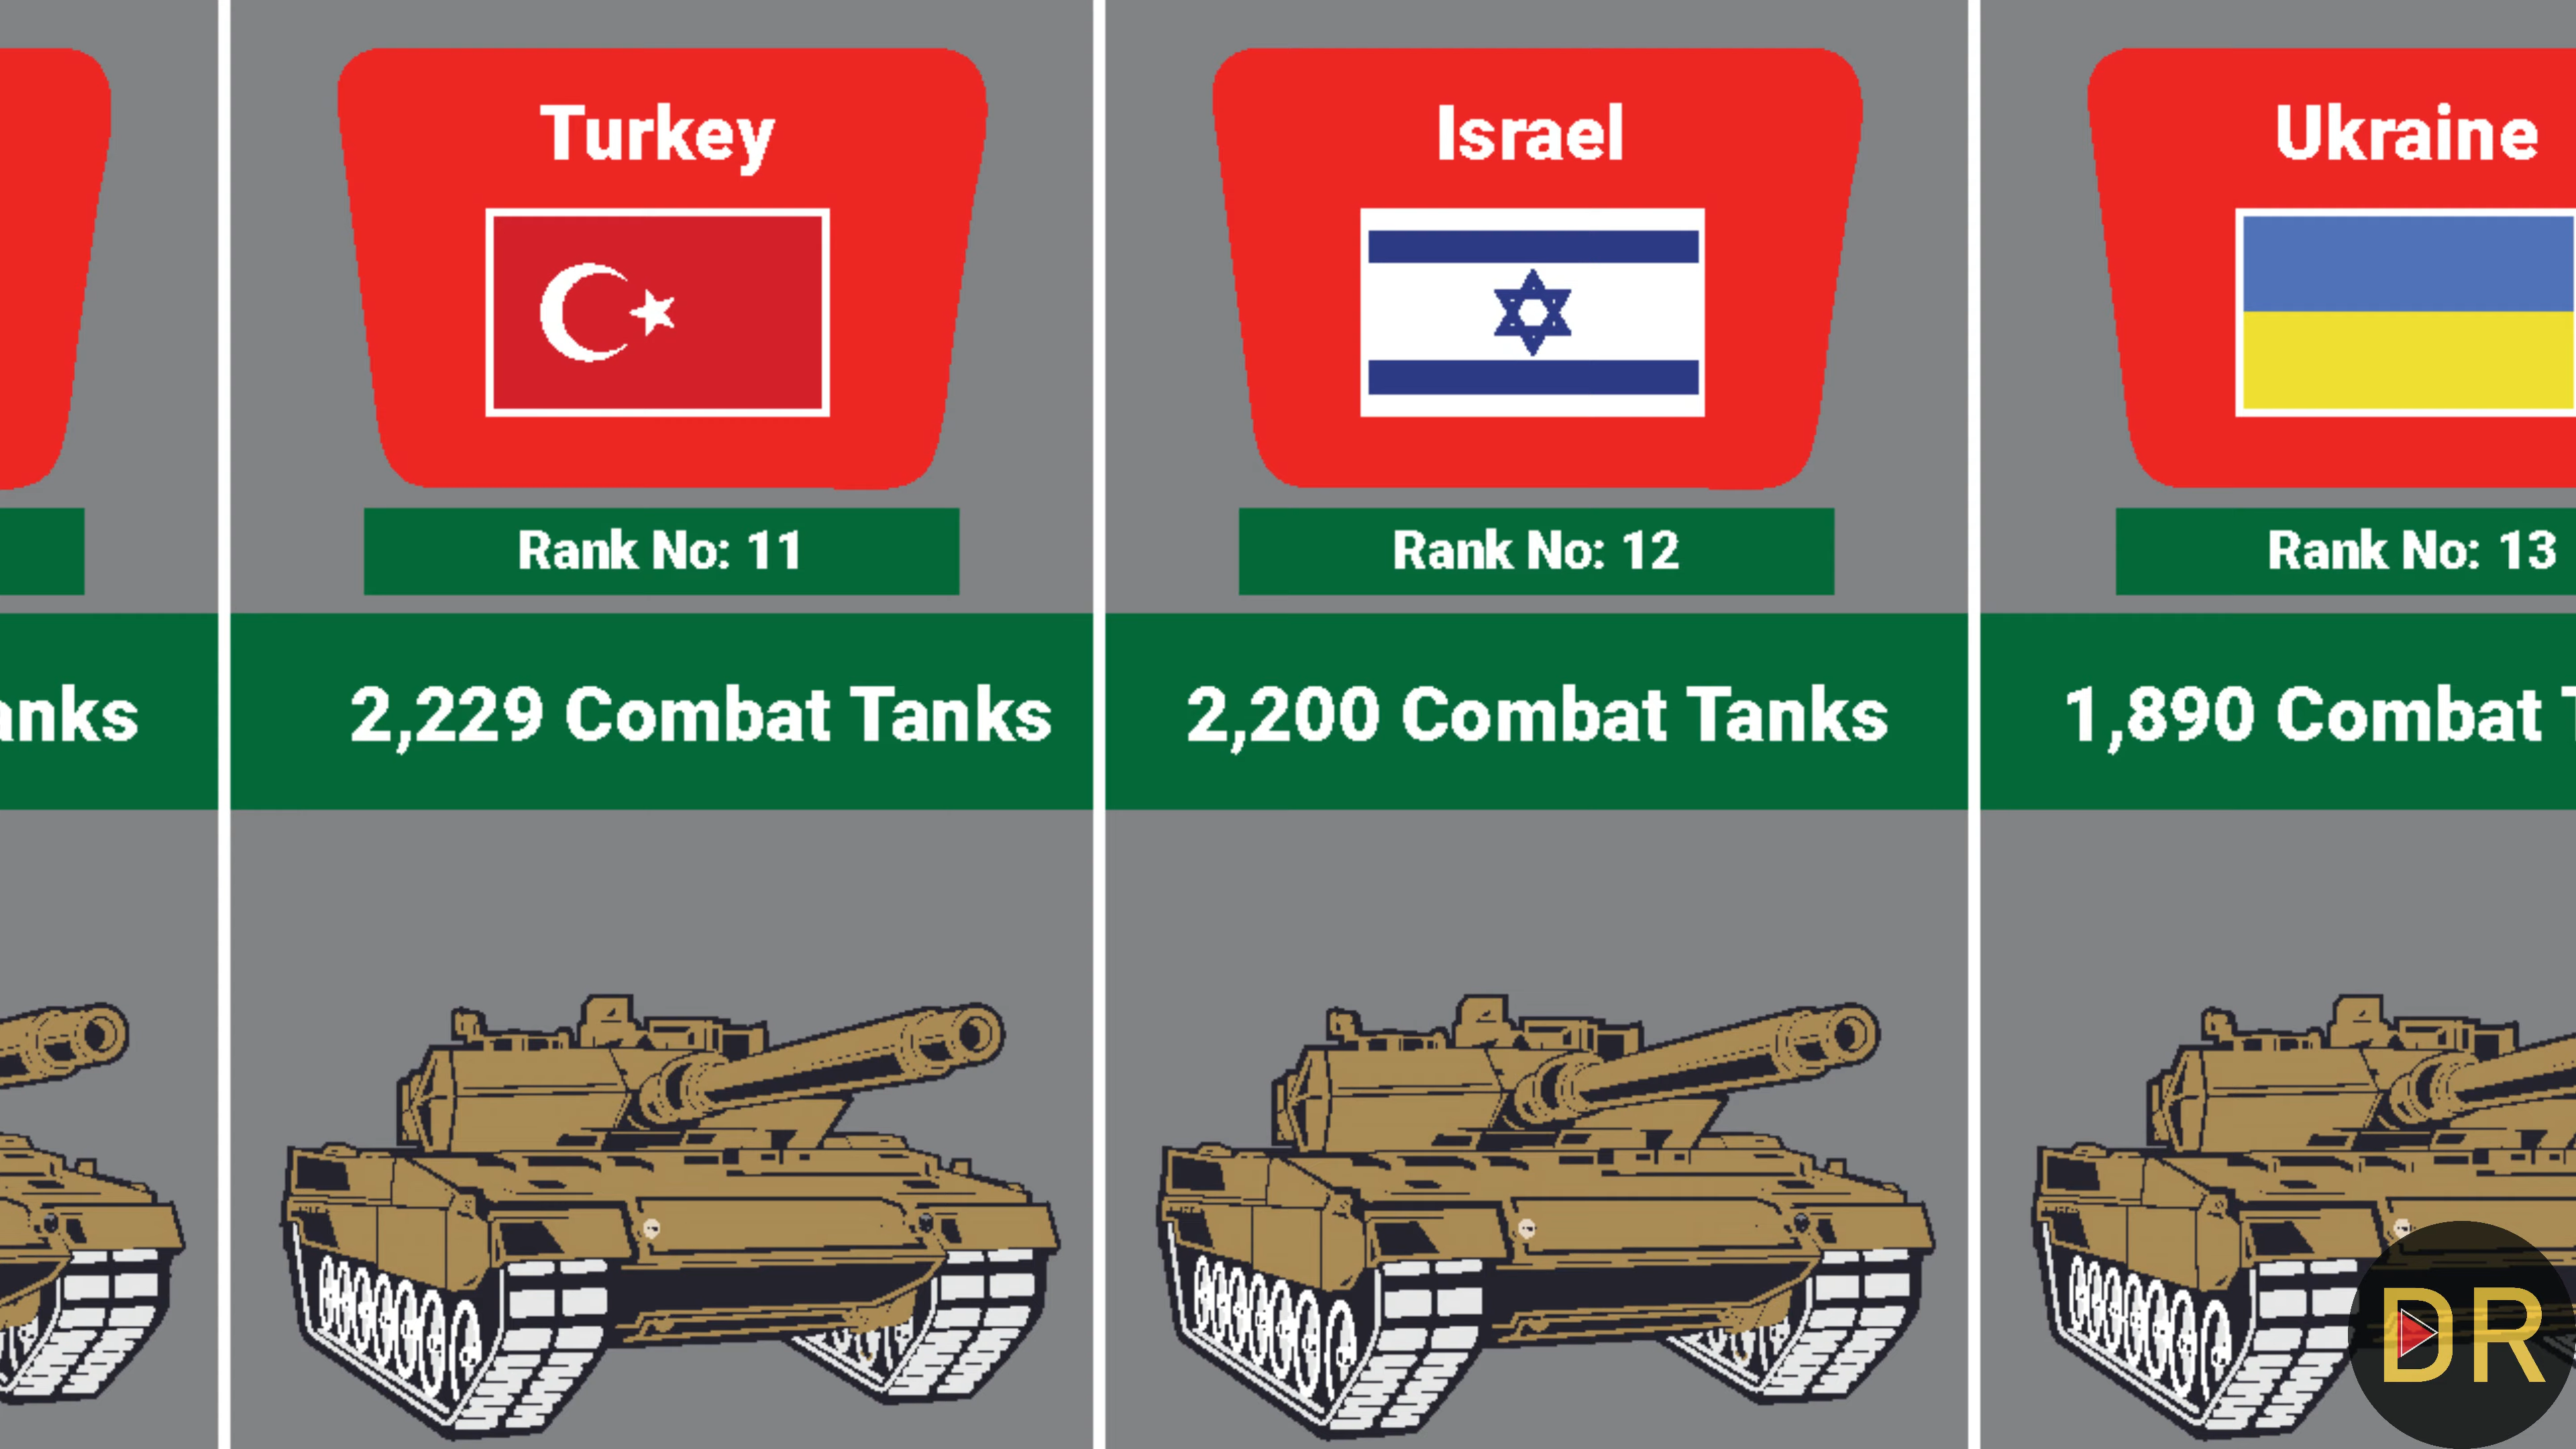 Turkey
Rank No: 11
2,229 Combat Tanks
Israel
Rank No: 12
2,200 Combat Tanks
Ukraine
Rank No: 13
1,890 Combat
DR